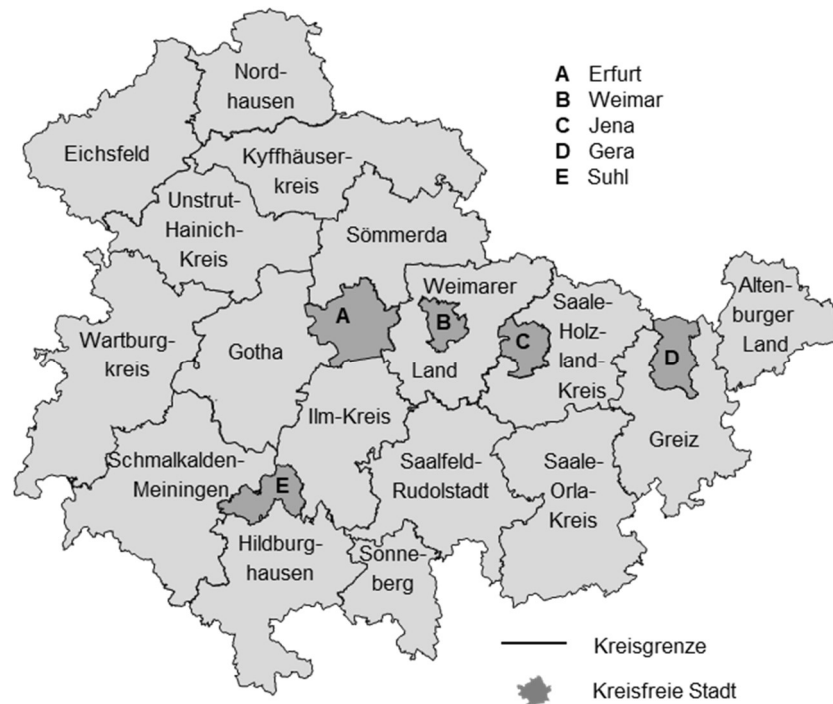 Nord-
hausen
A Erfurt
B Weimar
C Jena
D Gera
E Suhl
Eichsfeld
Kyffhäuser-
kreis
Unstrut-
Hainich-
Kreis
Sömmerda
Weimarer
Land
Saale-
Holz-
land-
Kreis
Alten-
burger
Land
Wartburg-
kreis
Gotha
A
B
C
D
Ilm-Kreis
Greiz
Schmalkalden-
Meiningen
E
Saalfeld-
Rudolstadt
Saale-
Orla-
Kreis
Hildburg-
hausen
Sonne-
berg
Kreisgrenze
Kreisfreie Stadt